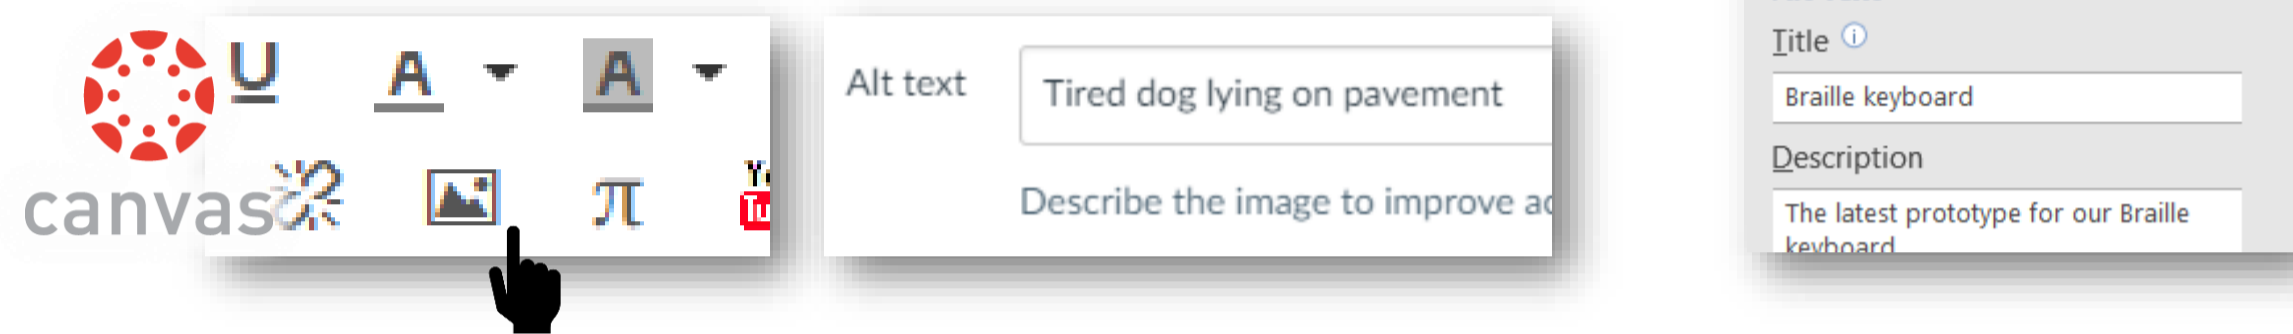 canvas
U A A
π
Alt text
Tired dog lying on pavement
Describe the image to improve
Title
Braille keyboard
Description
The latest prototype for our Braille
keyboard